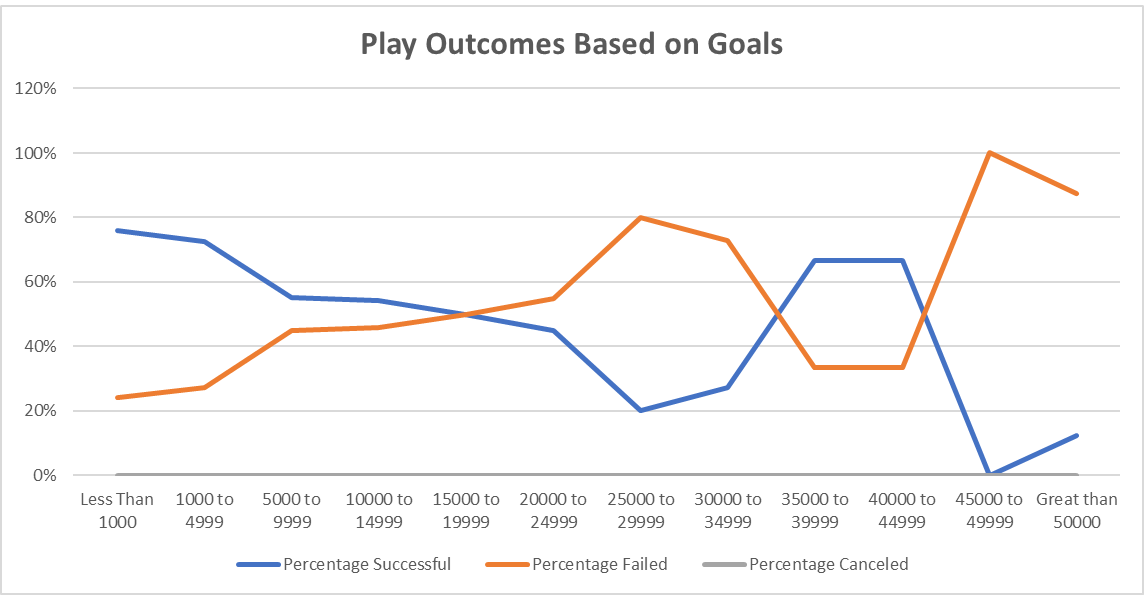 Play Outcomes Based on Goals
120%
100%
80%
60%
40%
20%
0%
Less Than 1000 to 5000 to 10000 to 15000 to 20000 to 25000 to 30000 to 35000 to 40000 to 45000 to Great than
1000 4999 9999 14999 19999 24999 29999 34999 39999 44999 49999 50000
Percentage Successful Percentage Failed Percentage Canceled